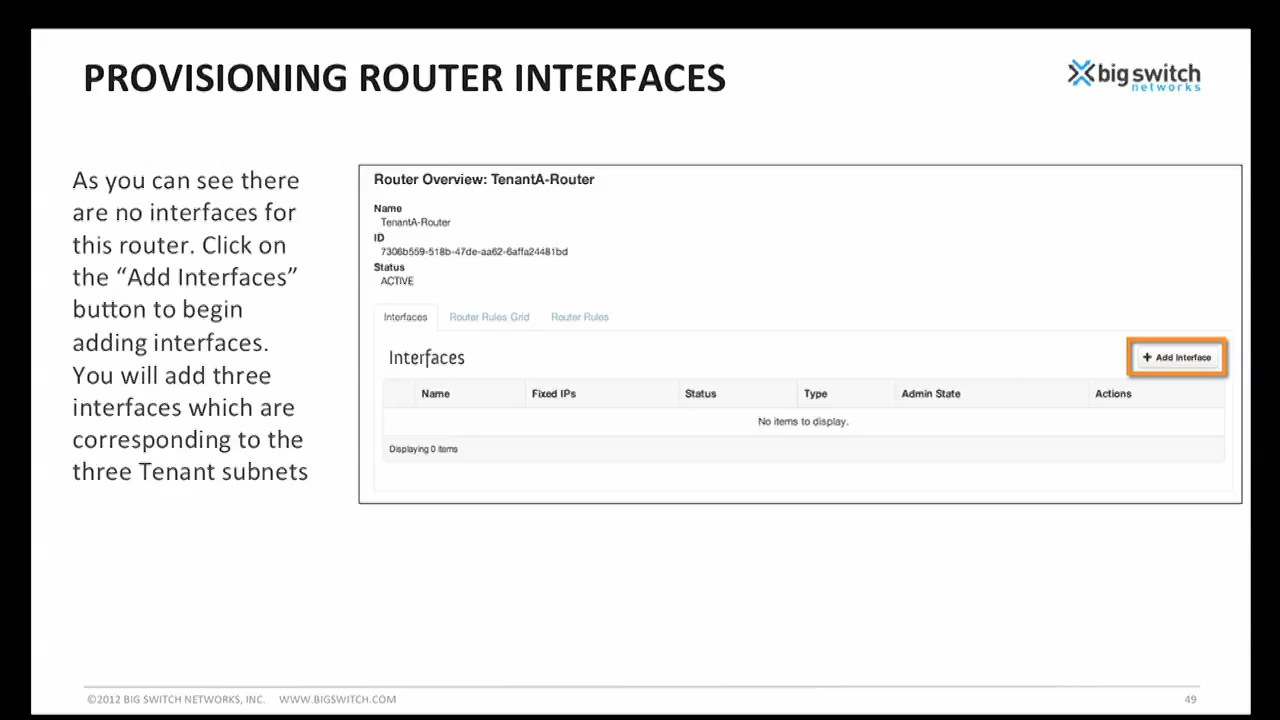 PROVISIONING ROUTER INTERFACES
big switch
networks
As you can see there
are no interfaces for
this router. Click on
the “Add Interfaces”
button to begin
adding interfaces.
You will add three
interfaces which are
corresponding to the
three Tenant subnets
Router Overview: TenantA-Router
Name
TenantA-Router
ID
7306b559-518b-47de-aa62-6affa24481bd
Status
ACTIVE
Interfaces Router Rules Grid Router Rules
Interfaces
+ Add Interface
Name Fixed IPs Status Type Admin State Actions
No items to display.
Displaying 0 items
©2012 BIG SWITCH NETWORKS, INC. WWW.BIGSWITCH.COM
49